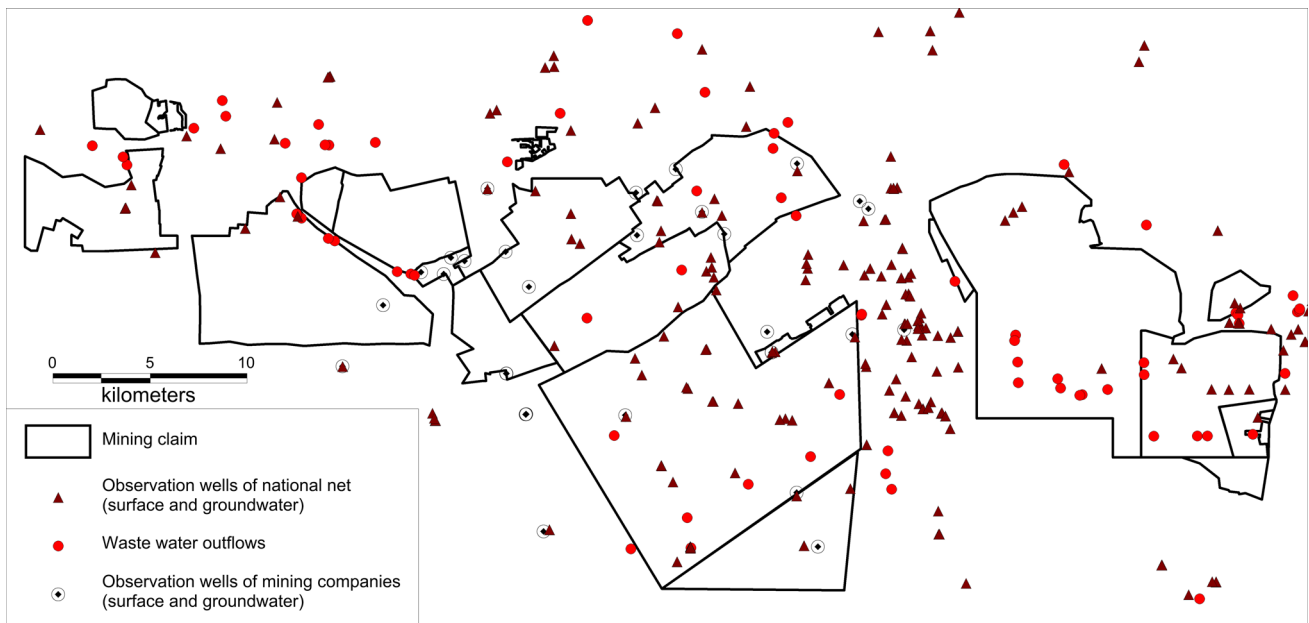 0 5 10
kilometers
Mining claim
Observation wells of national net
(surface and groundwater)
Waste water outflows
Observation wells of mining companies
(surface and groundwater)